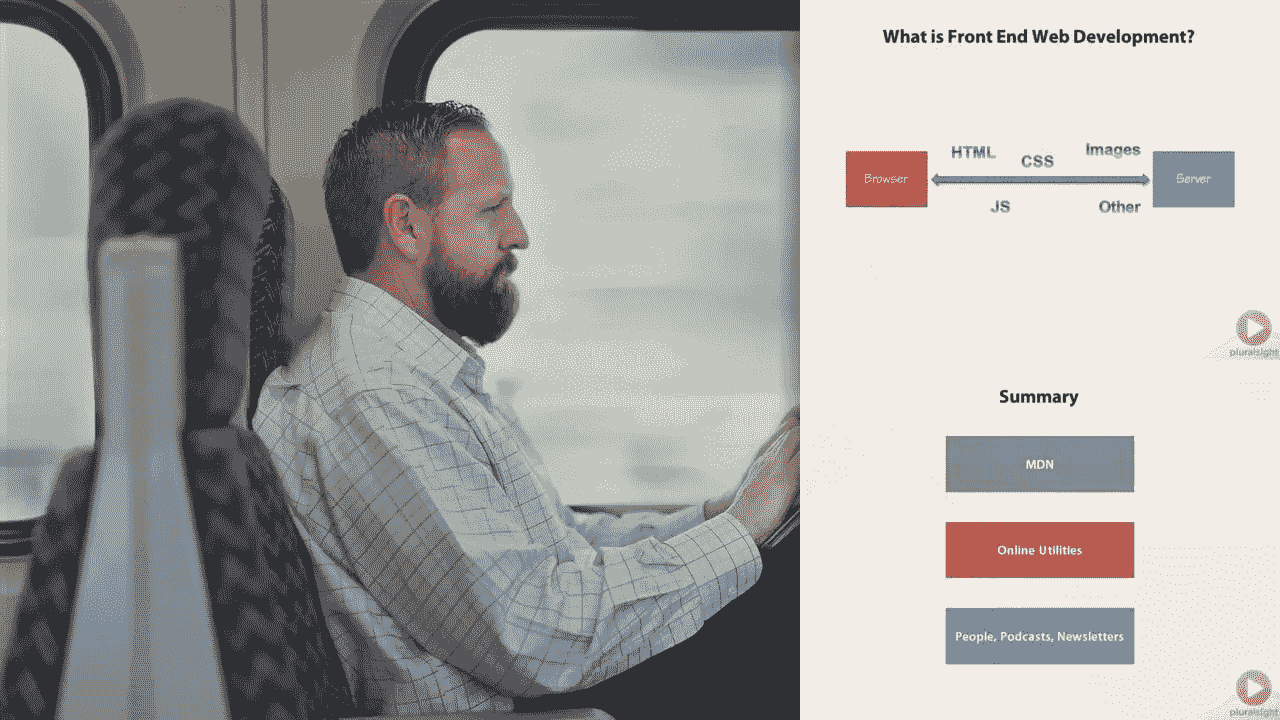 What is Front End Web Development?
HTML
CSS
Images
Browser
Server
JS
Other
pluralsight
Summary
MDN
Online Utilities
People, Podcasts, Newsletters
pluralsight